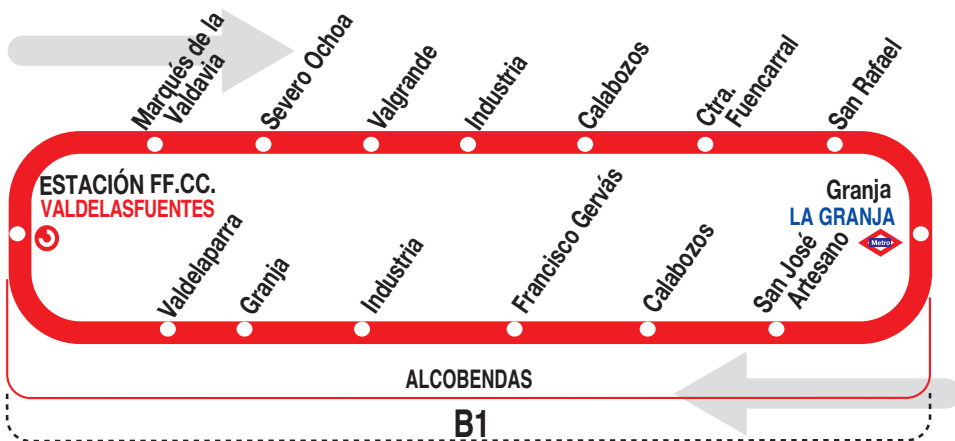 Marqués de la
Valdavia
Severo Ochoa
Valgrande
Industria
Calabozos
Ctra.
Fuencarral
San Rafael
ESTACIÓN FF.CC.
VALDELASFUENTES
Granja
LA GRANJA
Metro
Valdelaparra
Granja
Industria
Francisco Gervás
Calabozos
San José
Artesano
ALCOBENDAS
B1